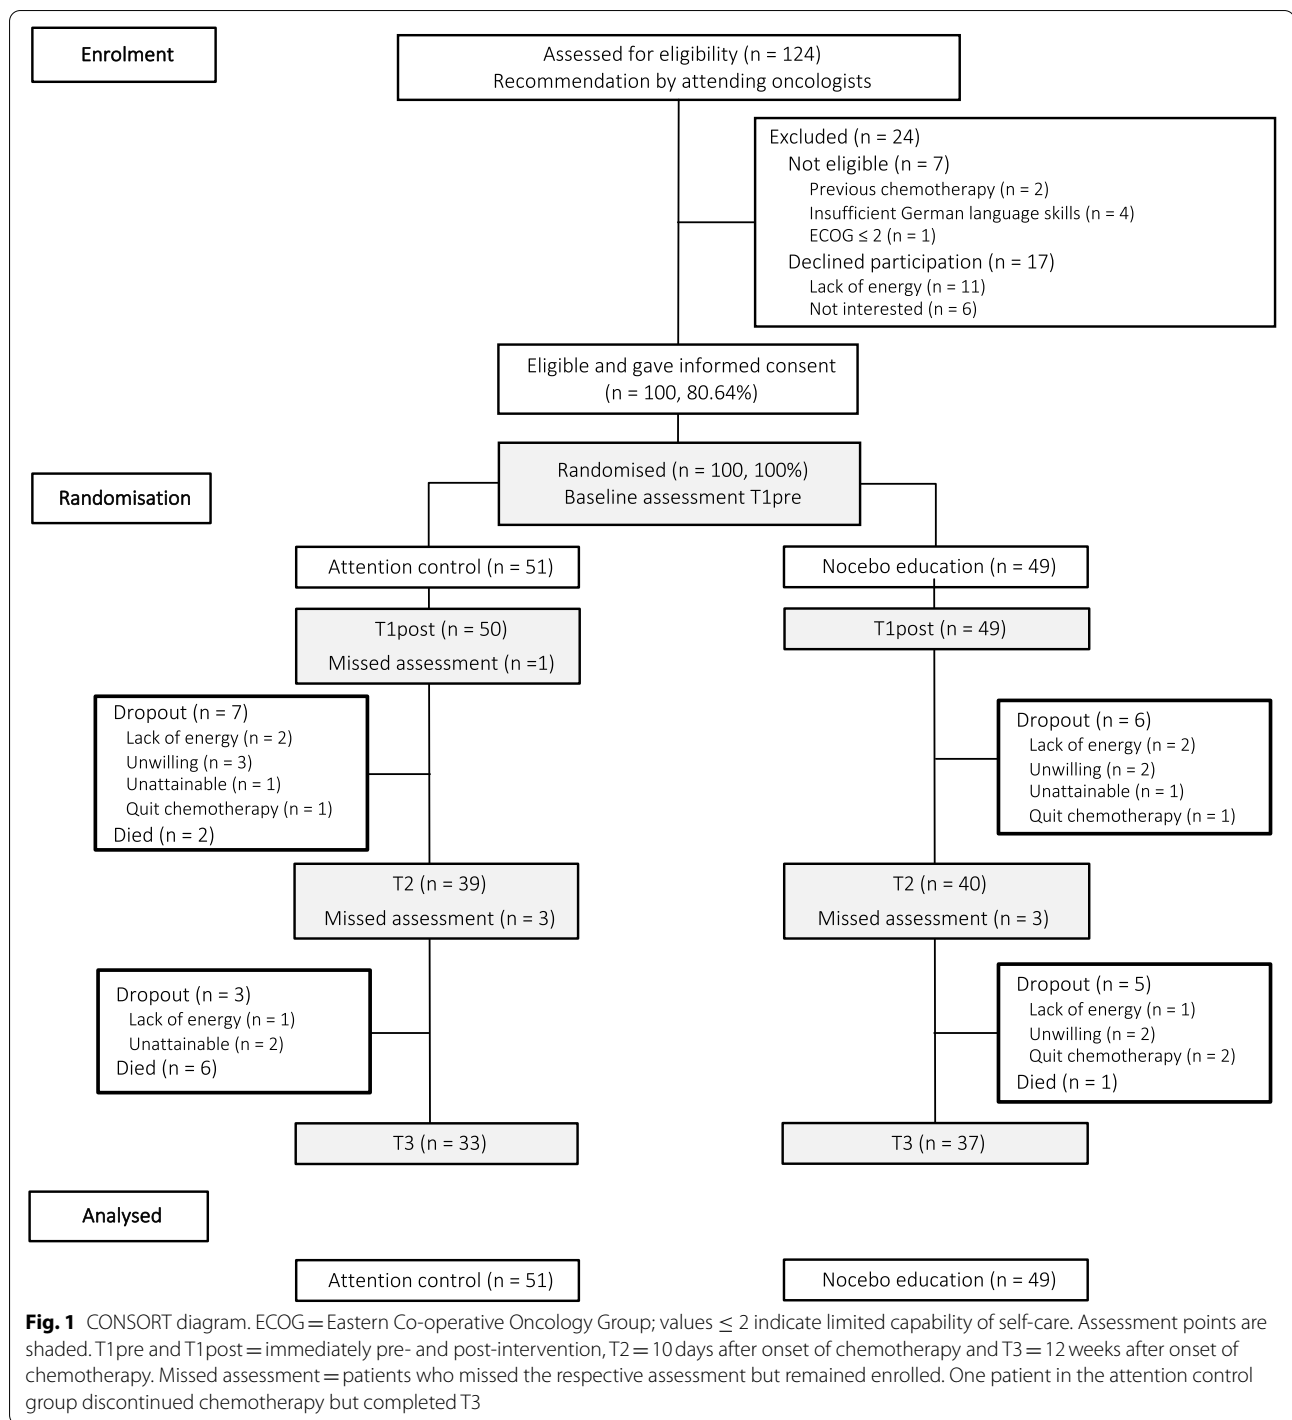 Enrolment
Assessed for eligibility (n = 124)
Recommendation by attending oncologists
Excluded (n = 24)
Not eligible (n = 7)
Previous chemotherapy (n = 2)
Insufficient German language skills (n = 4)
ECOG ≤ 2 (n = 1)
Declined participation (n = 17)
Lack of energy (n = 11)
Not interested (n = 6)
Eligible and gave informed consent
(n = 100, 80.64%)
Randomisation
Randomised (n = 100, 100%)
Baseline assessment T1pre
Attention control (n = 51)
Nocebo education (n = 49)
T1post (n = 50)
Missed assessment (n =1)
T1post (n = 49)
Dropout (n = 7)
Lack of energy (n = 2)
Unwilling (n = 3)
Unattainable (n = 1)
Quit chemotherapy (n = 1)
Died (n = 2)
Dropout (n = 6)
Lack of energy (n = 2)
Unwilling (n = 2)
Unattainable (n = 1)
Quit chemotherapy (n = 1)
T2 (n = 39)
Missed assessment (n = 3)
T2 (n = 40)
Missed assessment (n = 3)
Dropout (n = 3)
Lack of energy (n = 1)
Unattainable (n = 2)
Died (n = 6)
Dropout (n = 5)
Lack of energy (n = 1)
Unwilling (n = 2)
Quit chemotherapy (n = 2)
Died (n = 1)
T3 (n = 33)
T3 (n = 37)
Analysed
Attention control (n = 51)
Nocebo education (n = 49)
Fig. 1 CONSORT diagram. ECOG = Eastern Co-operative Oncology Group; values ≤ 2 indicate limited capability of self-care. Assessment points are
shaded. T1pre and T1post = immediately pre- and post-intervention, T2 = 10 days after onset of chemotherapy and T3 = 12 weeks after onset of
chemotherapy. Missed assessment = patients who missed the respective assessment but remained enrolled. One patient in the attention control
group discontinued chemotherapy but completed T3